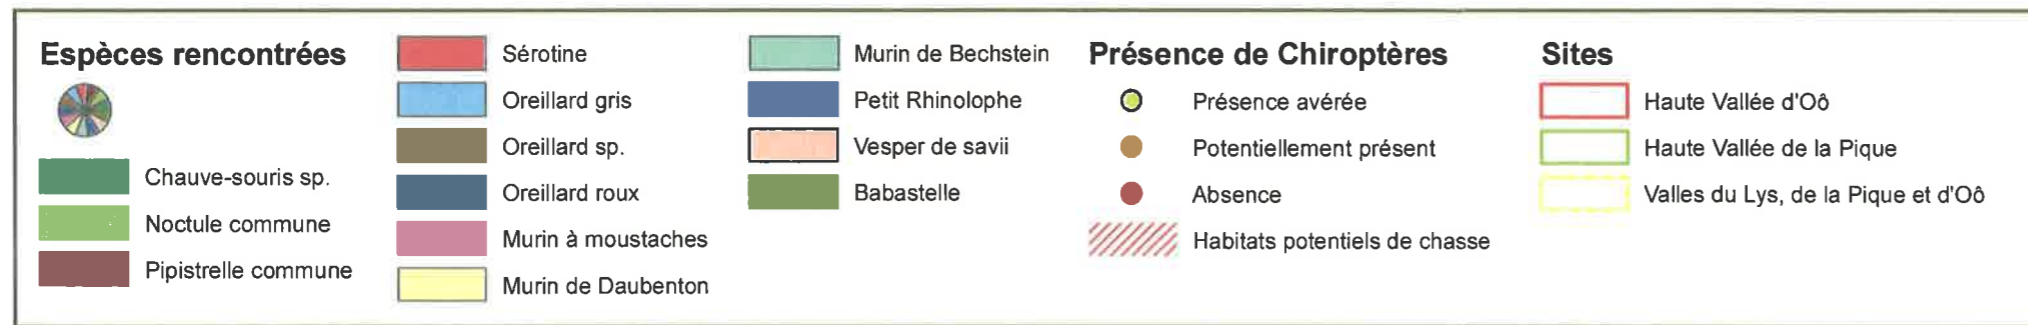 Espèces rencontrées
Chauve-souris sp.
Noctule commune
Pipistrelle commune
Sérotine
Oreillard gris
Oreillard sp.
Oreillard roux
Murin à moustaches
Murin de Daubenton
Murin de Bechstein
Petit Rhinolophe
Vesper de savii
Babastelle
Présence de Chiroptères
Présence avérée
Potentiellement présent
Absence
Habitats potentiels de chasse
Sites
Haute Vallée d'Oô
Haute Vallée de la Pique
Valles du Lys, de la Pique et d'Oô